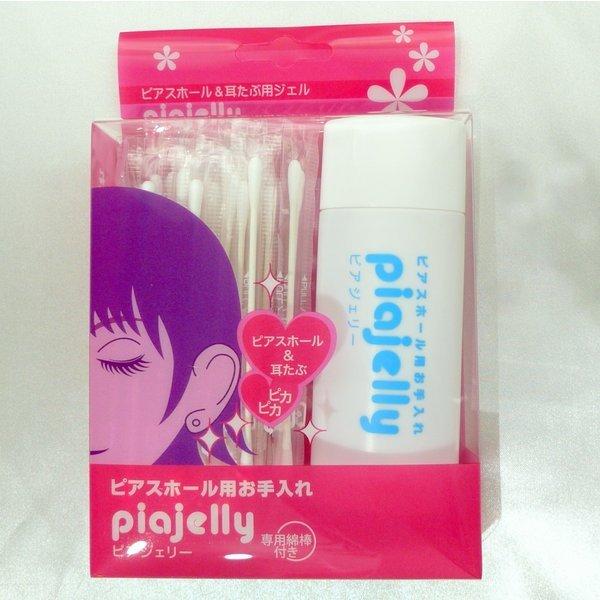 ピアスホール&耳たぶ用ジェル
piajelly
ピアスホール
&
耳たぶ
ピカ
ピカ
ピアスホール用お手入れ
piajelly
ピア ジェリー
ピアスホール用お手入れ
piajelly
ピア ジェリー
専用綿棒
付き